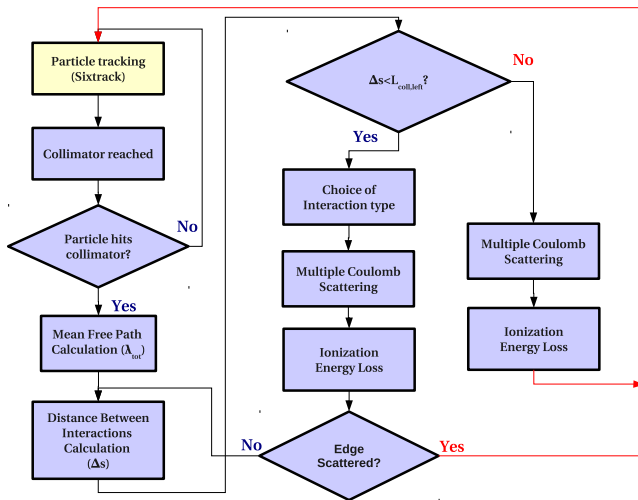 Particle tracking
(Sixtrack)
Collimator reached
Particle hits
collimator?
No
Yes
Mean Free Path
Calculation (λtot)
Distance Between
Interactions
Calculation
(Δs)
Δs<Lcoll,left?
No
Yes
Choice of
Interaction type
Multiple Coulomb
Scattering
Ionization
Energy Loss
Edge
Scattered?
No
Yes
Multiple Coulomb
Scattering
Ionization
Energy Loss